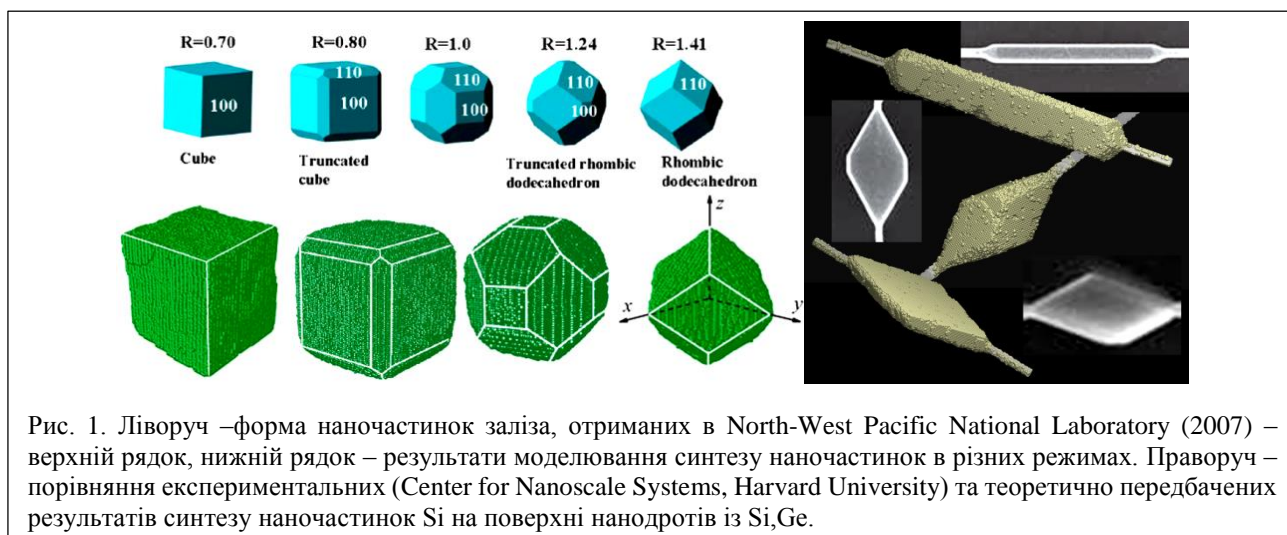 R=0.70 R=0.80 R=1.0 R=1.24 R=1.41
110 110 110 110
100 100 100 100
Cube Truncated cube Truncated rhombic dodecahedron Rhombic dodecahedron
z
x y
Рис. 1. Ліворуч –форма наночастинок заліза, отриманих в North-West Pacific National Laboratory (2007) –
верхній рядок, нижній рядок – результати моделювання синтезу наночастинок в різних режимах. Праворуч –
порівняння експериментальних (Center for Nanoscale Systems, Harvard University) та теоретично передбачених
результатів синтезу наночастинок Si на поверхні нанодротів із Si,Ge.